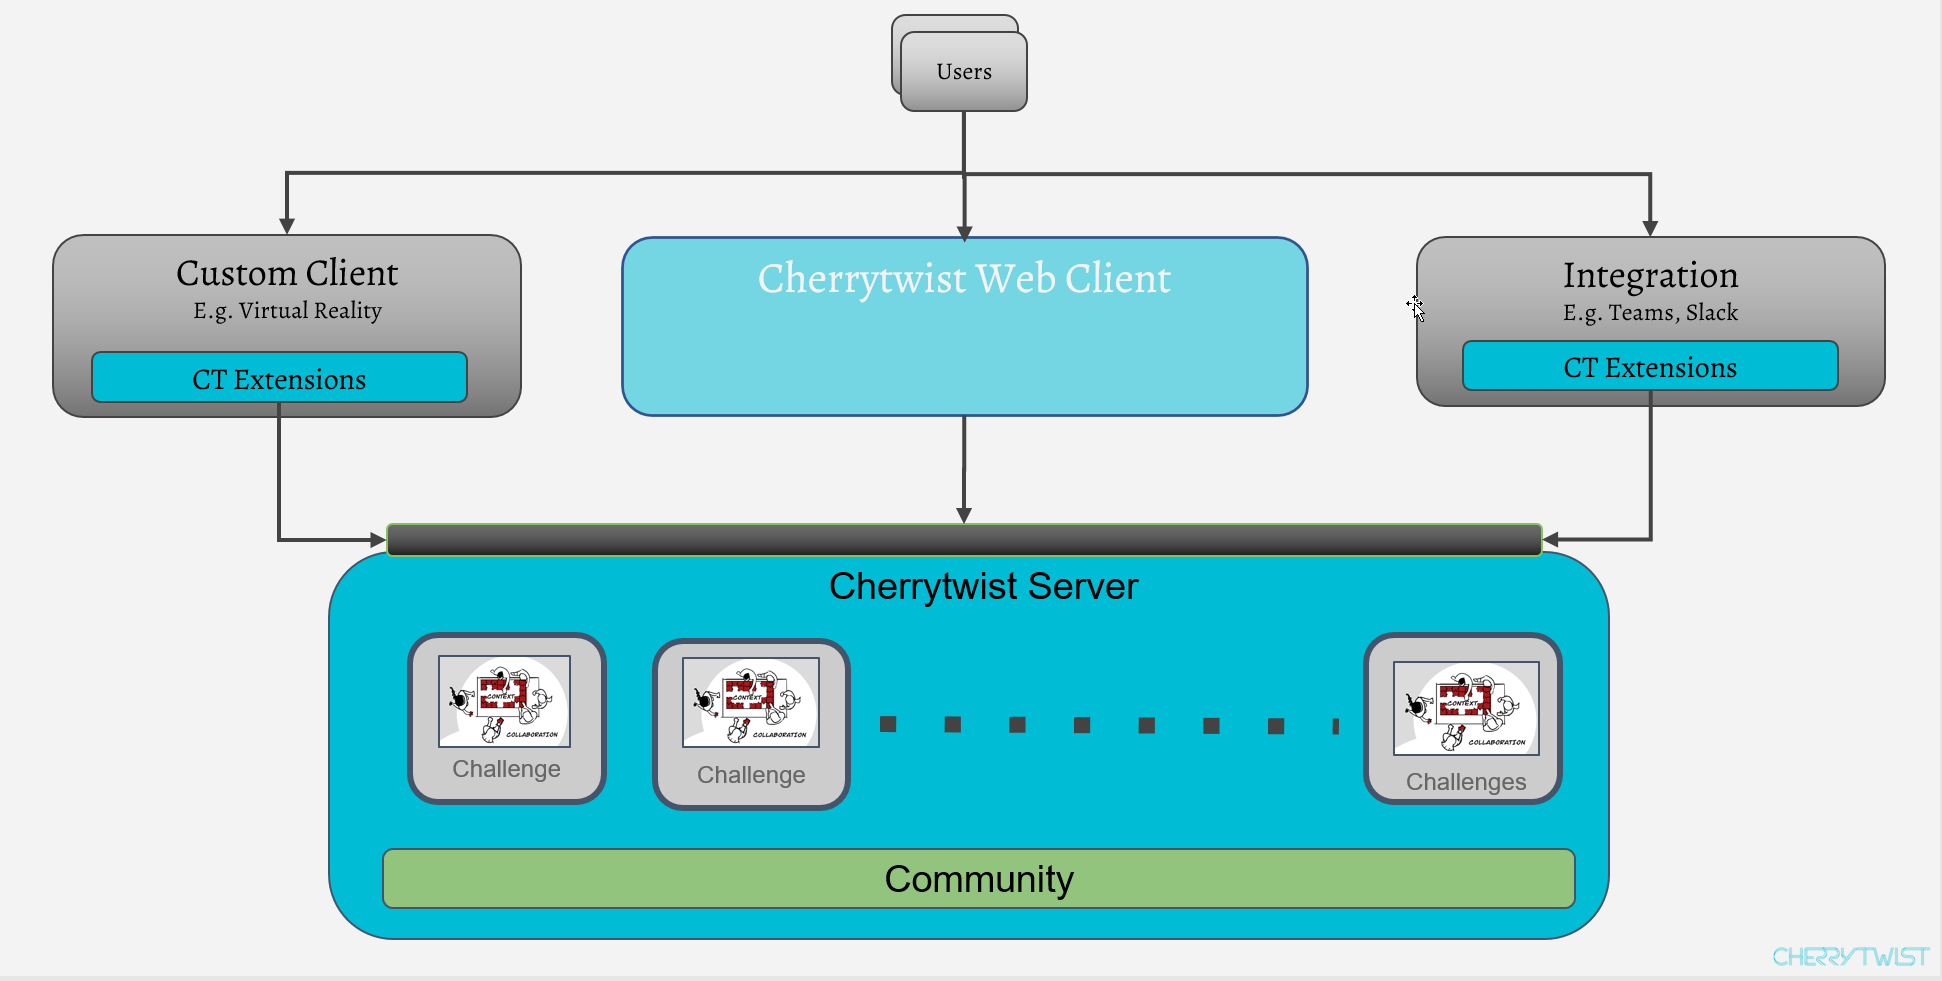 Users
Custom Client
E.g. Virtual Reality
CT Extensions
Cherrytwist Web Client
Integration
E.g. Teams, Slack
CT Extensions
Cherrytwist Server
CONTEXT
COLLABORATION
Challenge
CONTEXT
COLLABORATION
Challenge
CONTEXT
COLLABORATION
Challenges
Community
CHERRYTWIST